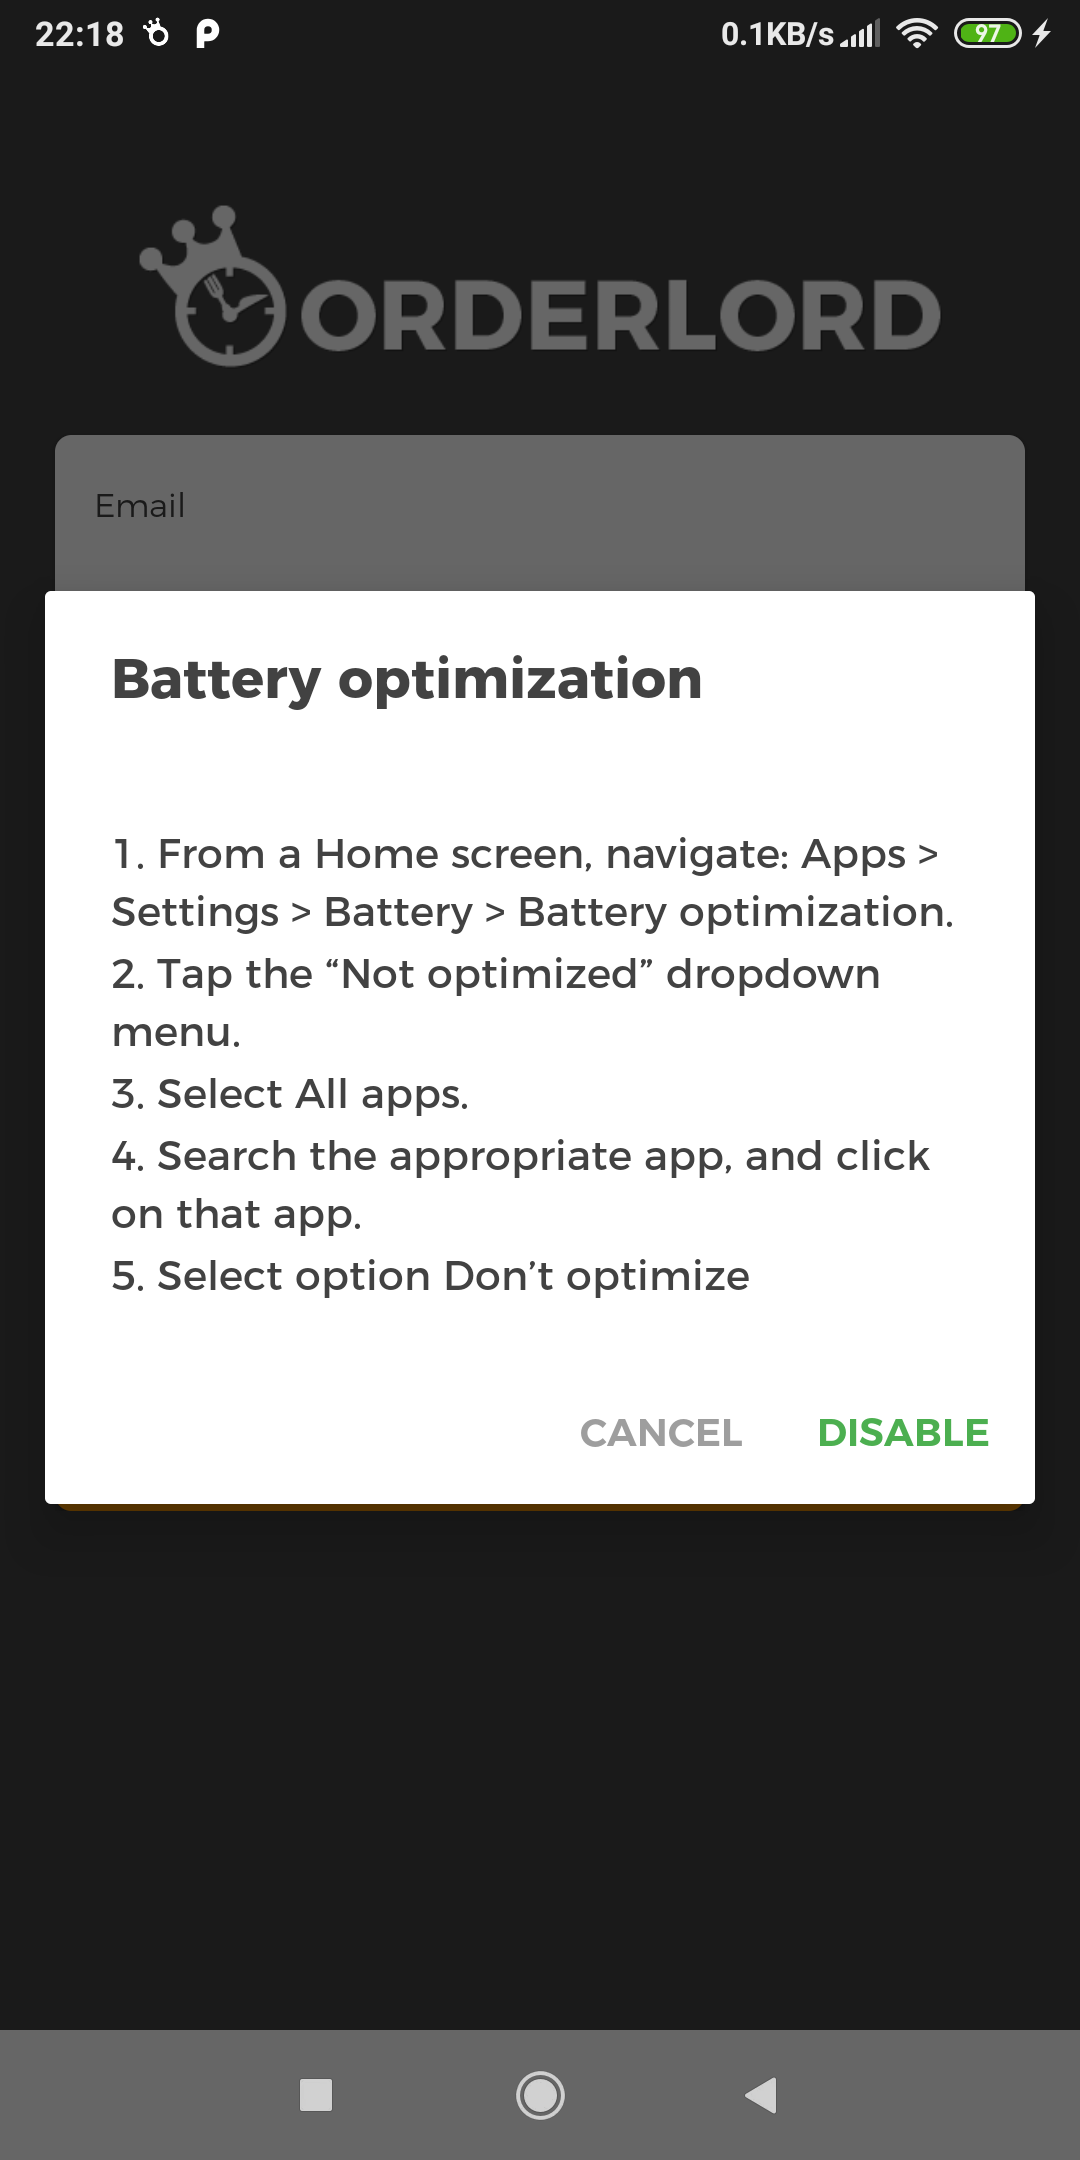 22:18 0.1KB/s 97
ORDERLORD
Email
Battery optimization
1. From a Home screen, navigate: Apps >
Settings > Battery > Battery optimization.
2. Tap the “Not optimized” dropdown
menu.
3. Select All apps.
4. Search the appropriate app, and click
on that app.
5. Select option Don’t optimize
CANCEL DISABLE